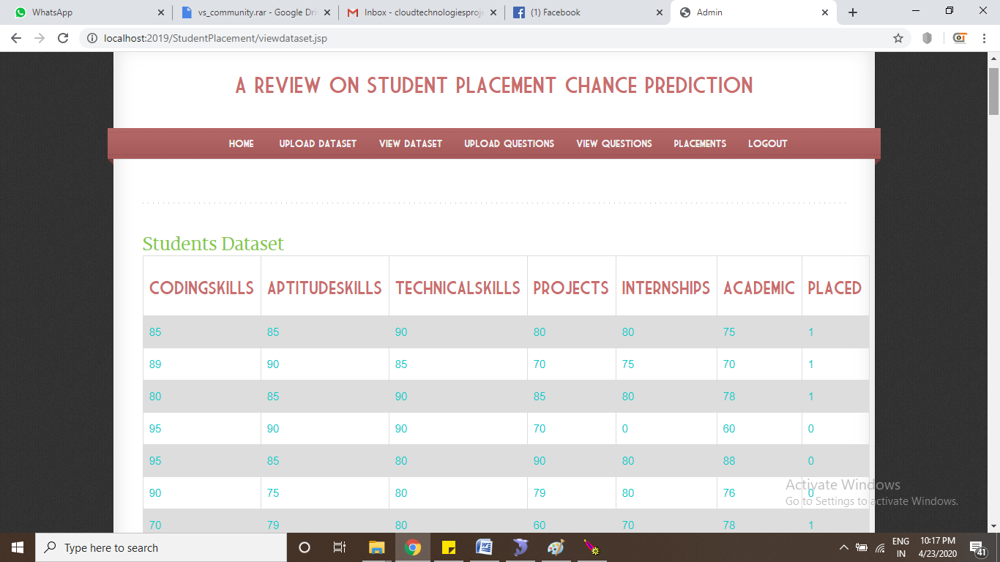 WhatsApp
vs_community.rar - Google Dri
Inbox - cloudtechnologiesproje
(1) Facebook
Admin
localhost:2019/StudentPlacement/viewdataset.jsp
A REVIEW ON STUDENT PLACEMENT CHANCE PREDICTION
HOME UPLOAD DATASET VIEW DATASET UPLOAD QUESTIONS VIEW QUESTIONS PLACEMENTS LOGOUT
Students Dataset
CODINGSKILLS APTITUDESKILLS TECHNICALSKILLS PROJECTS INTERNSHIPS ACADEMIC PLACED
85 85 90 80 80 75 1
89 90 85 70 75 70 1
80 85 90 85 80 78 1
95 90 90 70 0 60 0
95 85 80 90 80 88 0
90 75 80 79 80 76 0
70 79 80 60 70 78 1
Activate Windows
Go to Settings to activate Windows.
Type here to search
ENG
IN
10:17 PM
4/23/2020
41